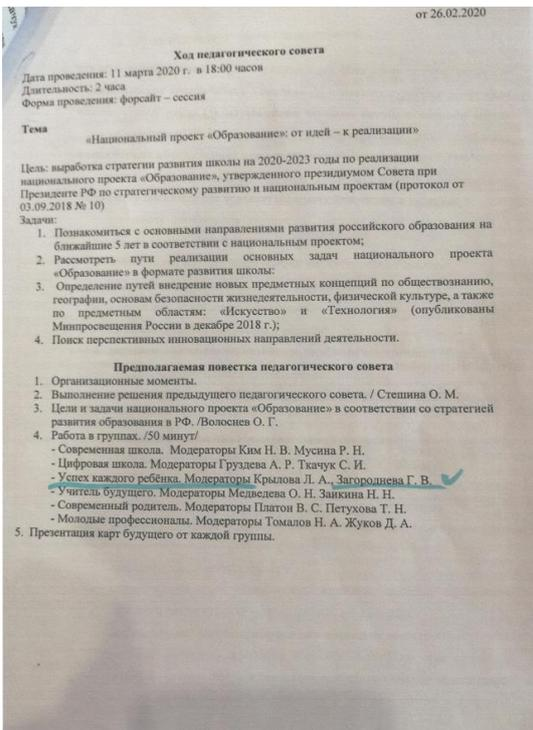 от 26.02.2020
Ход педагогического совета
Дата проведения: 11 марта 2020 г. в 18:00 часов
Длительность: 2 часа
Форма проведения: форсайт – сессия
Тема
«Национальный проект «Образование»: от идей – к реализации»
Цель: выработка стратегии развития школы на 2020-2023 годы по реализации
национального проекта «Образование», утвержденного президиумом Совета при
Президенте РФ по стратегическому развитию и национальным проектам (протокол от
03.09.2018 № 10)
Задачи:
1. Познакомиться с основными направлениями развития российского образования на
ближайшие 5 лет в соответствии с национальным проектом;
2. Рассмотреть пути реализации основных задач национального проекта
«Образование» в формате развития школы:
3. Определение путей внедрение новых предметных концепций по обществознанию,
географии, основам безопасности жизнедеятельности, физической культуре, а также
по предметным областям: «Искусство» и «Технология» (опубликованы
Минпросвещения России в декабре 2018 г.);
4. Поиск перспективных инновационных направлений деятельности.
Предполагаемая повестка педагогического совета
1. Организационные моменты.
2. Выполнение решения предыдущего педагогического совета. / Стешина О. М.
3. Цели и задачи национального проекта «Образование» в соответствии со стратегией
развития образования в РФ. /Волоснев О. Г.
4. Работа в группах. /50 минут/
- Современная школа. Модераторы Ким Н. В. Мусина Р. Н.
- Цифровая школа. Модераторы Груздева А. Р. Ткачук С. И.
- Успех каждого ребёнка. Модераторы Крылова Л. А., Загороднева Г. В.
- Учитель будущего. Модераторы Медведева О. Н. Заикина Н. Н.
- Современный родитель. Модераторы Платон В. С. Петухова Т. Н.
- Молодые профессионалы. Модераторы Томалов Н. А. Жуков Д. А.
5. Презентация карт будущего от каждой группы.